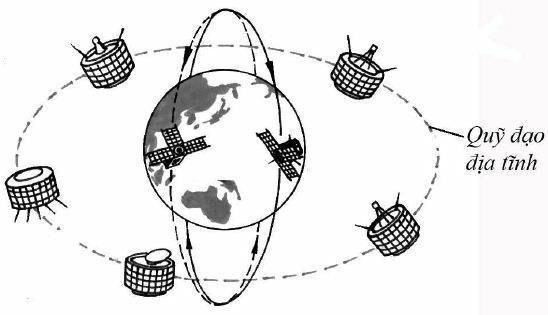 Quỹ đạo
địa tĩnh